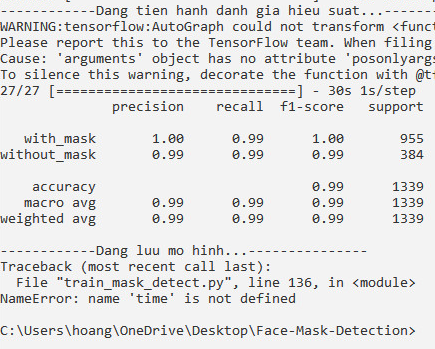 ------------Dang tien hanh danh gia hieu suat...------
WARNING:tensorflow:AutoGraph could not transform <func
Please report this to the TensorFlow team. When filing
Cause: 'arguments' object has no attribute 'posonlyarg
To silence this warning, decorate the function with @t
27/27 [==============================] - 30s 1s/step
precision recall f1-score support
with_mask 1.00 0.99 1.00 955
without_mask 0.99 0.99 0.99 384
accuracy 0.99 1339
macro avg 0.99 0.99 0.99 1339
weighted avg 0.99 0.99 0.99 1339
------------Dang luu mo hinh...---------------
Traceback (most recent call last):
File "train_mask_detect.py", line 136, in <module>
NameError: name 'time' is not defined
C:\Users\hoang\OneDrive\Desktop\Face-Mask-Detection>